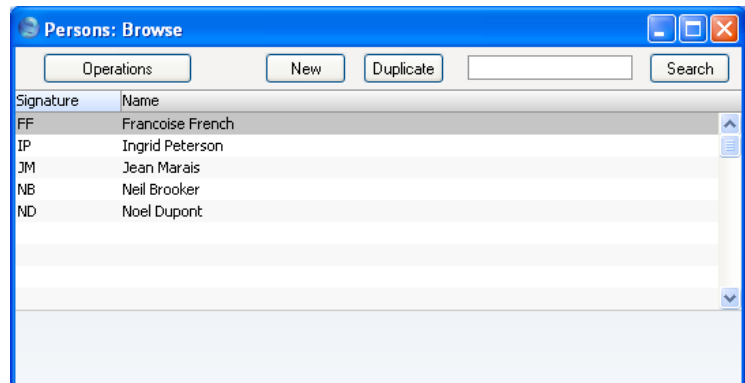 Persons: Browse
Operations New Duplicate Search
Signature Name
FF Francoise French
IP Ingrid Peterson
JM Jean Marais
NB Neil Brooker
ND Noel Dupont